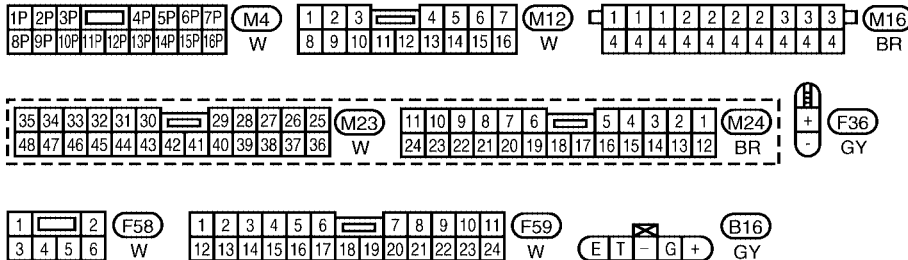 1P 2P 3P 4P 5P 6P 7P M4
8P 9P 10P 11P 12P 13P 14P 15P 16P W
1 2 3 4 5 6 7 M12
8 9 10 11 12 13 14 15 16 W
1 1 1 2 2 2 2 3 3 3 M16
4 4 4 4 4 4 4 4 4 4 BR
35 34 33 32 31 30 29 28 27 26 25 M23
48 47 46 45 44 43 42 41 40 39 38 37 36 W
11 10 9 8 7 6 5 4 3 2 1 M24
24 23 22 21 20 19 18 17 16 15 14 13 12 BR
+ F36
- GY
1 2 F58
3 4 5 6 W
1 2 3 4 5 6 7 8 9 10 11 F59
12 13 14 15 16 17 18 19 20 21 22 23 24 W
E T - G + B16
GY